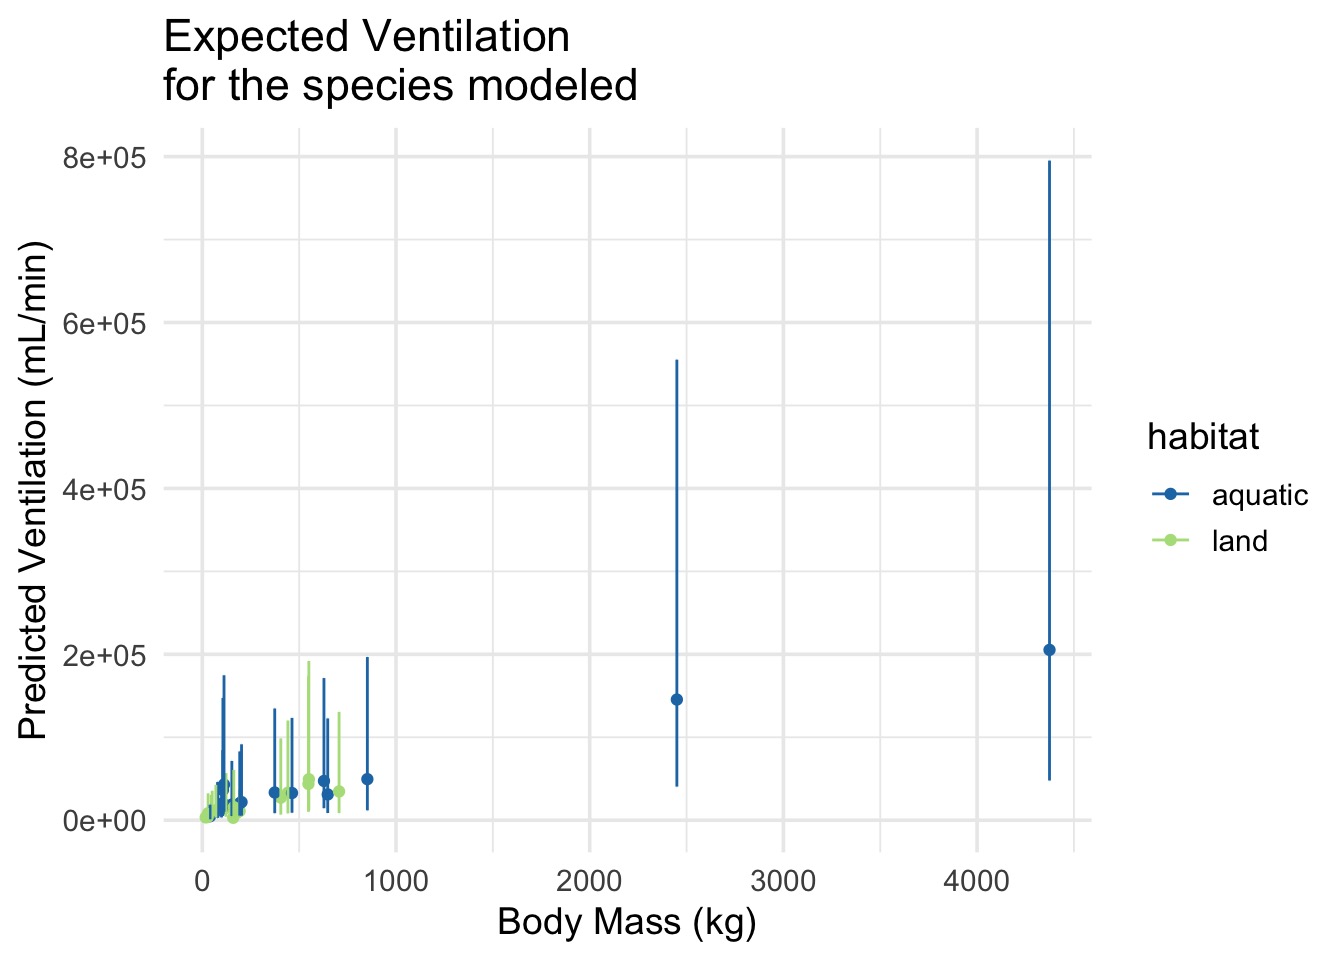 Expected Ventilation
for the species modeled
8e+05
6e+05
4e+05
2e+05
0e+00
Predicted Ventilation (mL/min)
0
1000
2000
3000
4000
Body Mass (kg)
habitat
aquatic
land